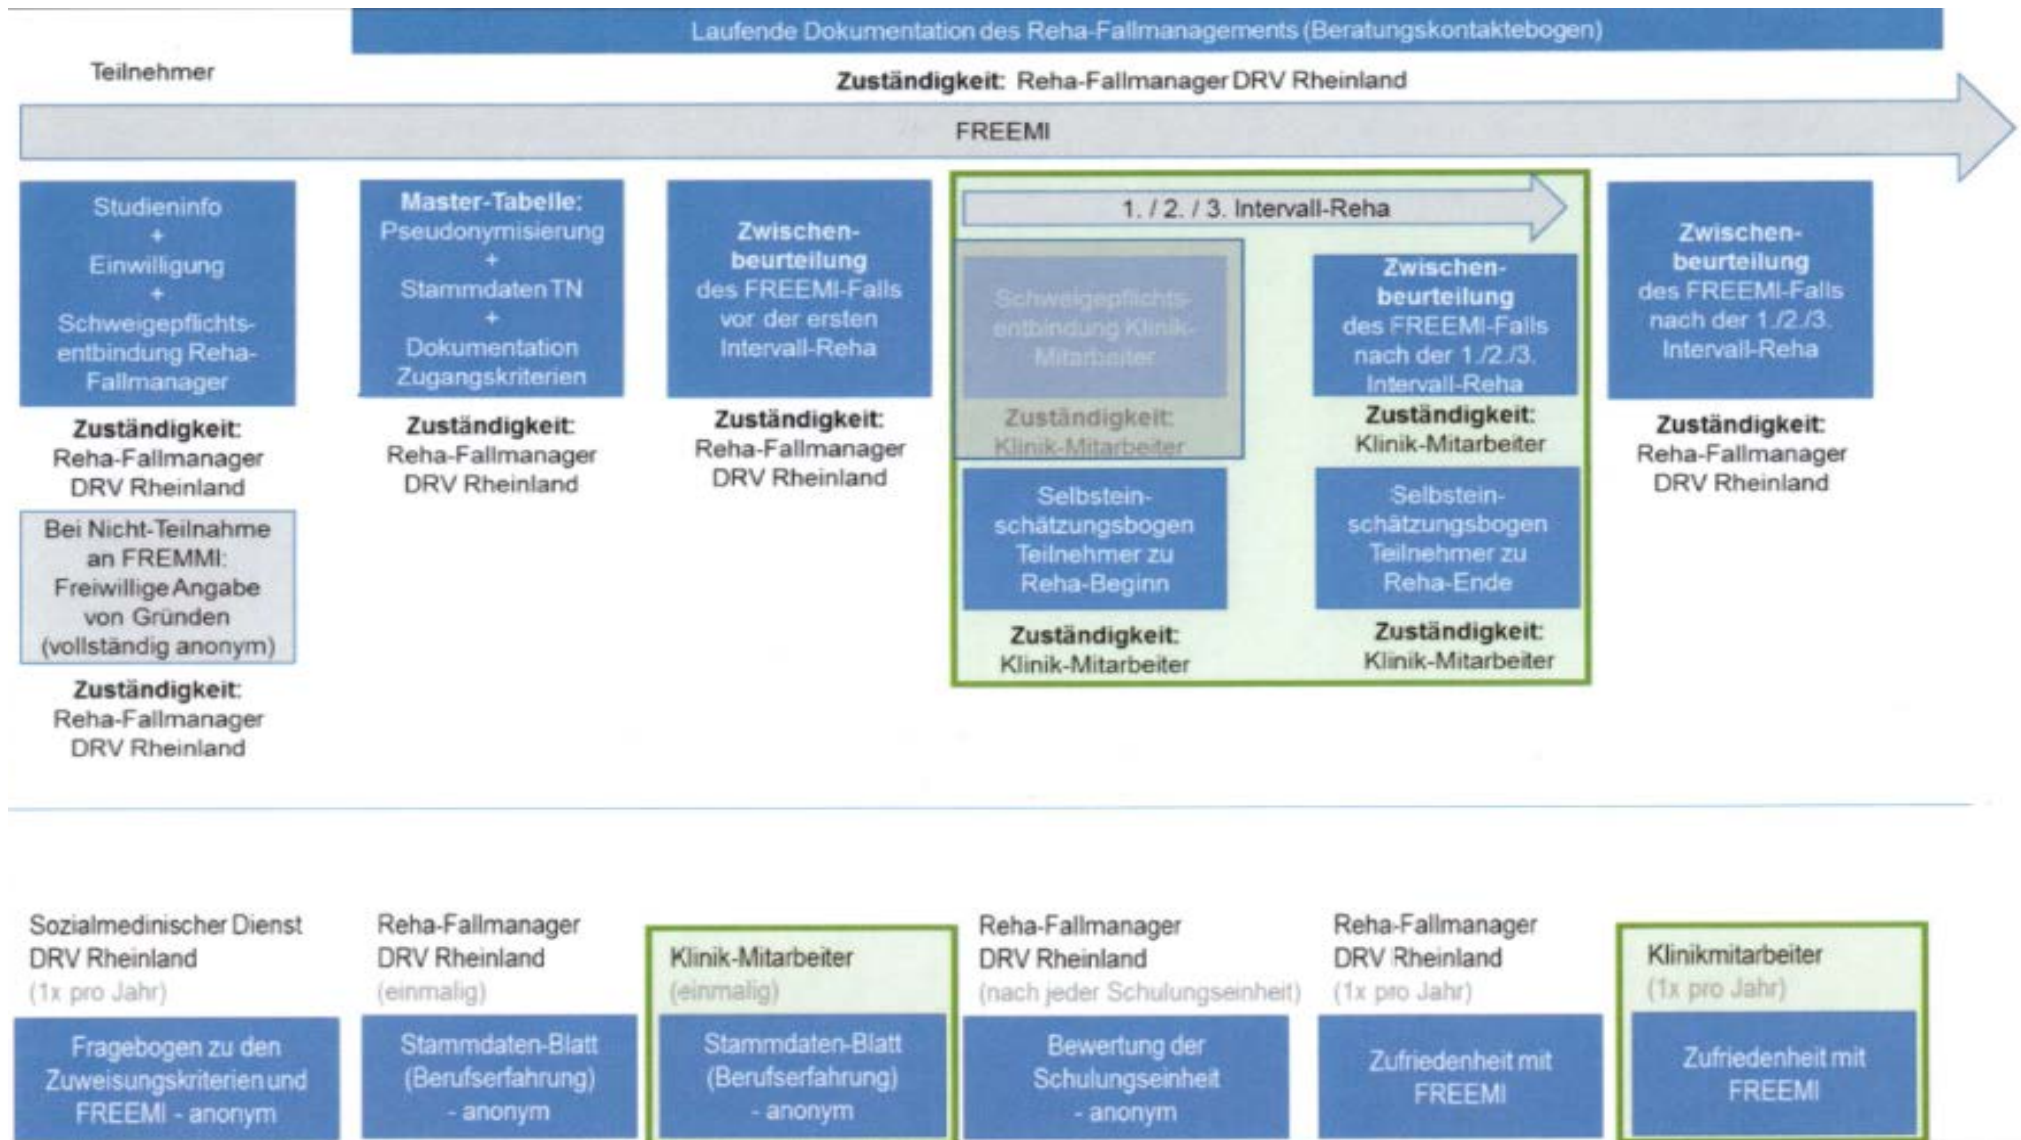 Laufende Dokumentation des Reha-Fallmanagements (Beratungskontaktebogen)
Teilnehmer
Zuständigkeit: Reha-Fallmanager DRV Rheinland
FREEMI
Studieninfo
+
Einwilligung
+
Schweigepflichts-
entbindung Reha-
Fallmanager
Zuständigkeit:
Reha-Fallmanager
DRV Rheinland
Bei Nicht-Teilnahme
an FREMMI:
Freiwillige Angabe
von Gründen
(vollständig anonym)
Zuständigkeit:
Reha-Fallmanager
DRV Rheinland
Master-Tabelle:
Pseudonymisierung
+
Stammdaten TN
+
Dokumentation
Zugangskriterien
Zuständigkeit:
Reha-Fallmanager
DRV Rheinland
Zwischen-
beurteilung
des FREEMI-Falls
vor der ersten
Intervall-Reha
Zuständigkeit:
Reha-Fallmanager
DRV Rheinland
1. / 2. / 3. Intervall-Reha
Schweigepflichts-
entbindung Klinik-
Mitarbeiter
Zuständigkeit:
Klinik-Mitarbeiter
Selbstein-
schätzungsbogen
Teilnehmer zu
Reha-Beginn
Zuständigkeit:
Klinik-Mitarbeiter
Zwischen-
beurteilung
des FREEMI-Falls
nach der 1./2./3.
Intervall-Reha
Zuständigkeit:
Klinik-Mitarbeiter
Selbstein-
schätzungsbogen
Teilnehmer zu
Reha-Ende
Zuständigkeit:
Klinik-Mitarbeiter
Zwischen-
beurteilung
des FREEMI-Falls
nach der 1./2./3.
Intervall-Reha
Zuständigkeit:
Reha-Fallmanager
DRV Rheinland
Sozialmedinischer Dienst
DRV Rheinland
(1x pro Jahr)
Fragebogen zu den
Zuweisungskriterien und
FREEMI - anonym
Reha-Fallmanager
DRV Rheinland
(einmalig)
Stammdaten-Blatt
(Berufserfahrung)
- anonym
Klinik-Mitarbeiter
(einmalig)
Stammdaten-Blatt
(Berufserfahrung)
- anonym
Reha-Fallmanager
DRV Rheinland
(nach jeder Schulungseinheit)
Bewertung der
Schulungseinheit
- anonym
Reha-Fallmanager
DRV Rheinland
(1x pro Jahr)
Zufriedenheit mit
FREEMI
Klinikmitarbeiter
(1x pro Jahr)
Zufriedenheit mit
FREEMI